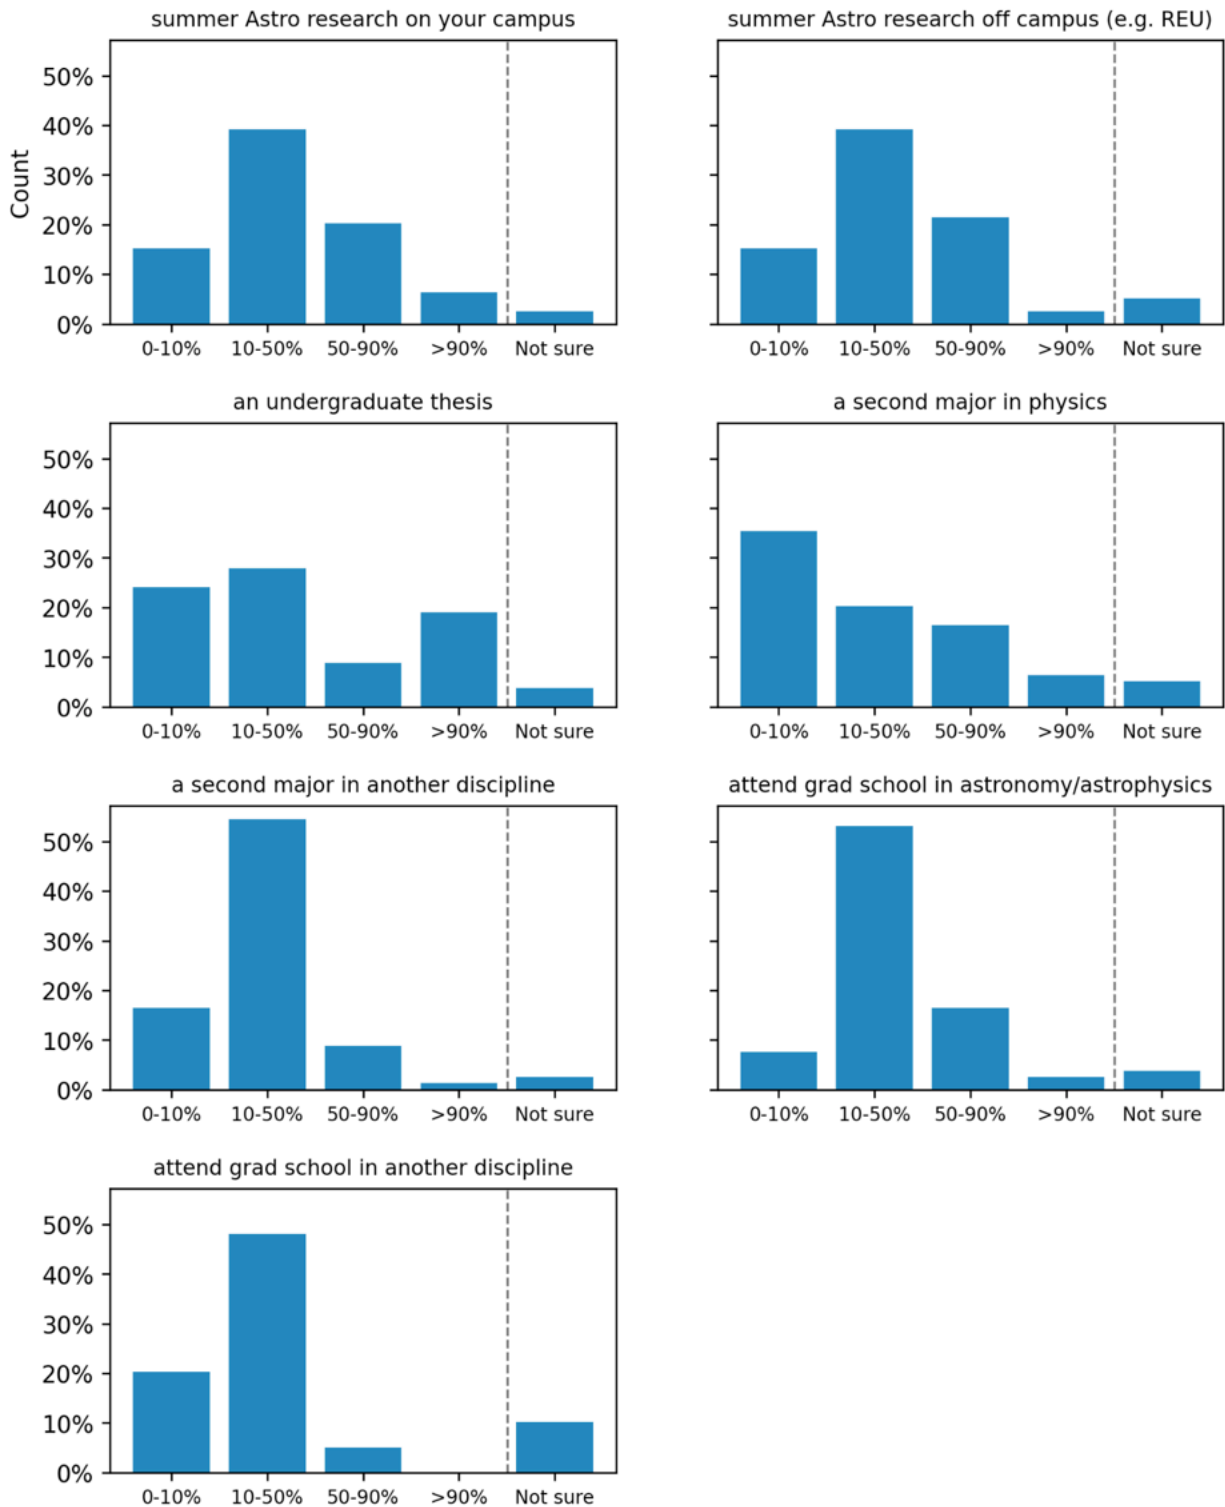 summer Astro research on your campus
Count
50%
40%
30%
20%
10%
0%
0-10% 10-50% 50-90% >90% Not sure
summer Astro research off campus (e.g. REU)
0-10% 10-50% 50-90% >90% Not sure
an undergraduate thesis
50%
40%
30%
20%
10%
0%
0-10% 10-50% 50-90% >90% Not sure
a second major in physics
0-10% 10-50% 50-90% >90% Not sure
a second major in another discipline
50%
40%
30%
20%
10%
0%
0-10% 10-50% 50-90% >90% Not sure
attend grad school in astronomy/astrophysics
0-10% 10-50% 50-90% >90% Not sure
attend grad school in another discipline
50%
40%
30%
20%
10%
0%
0-10% 10-50% 50-90% >90% Not sure